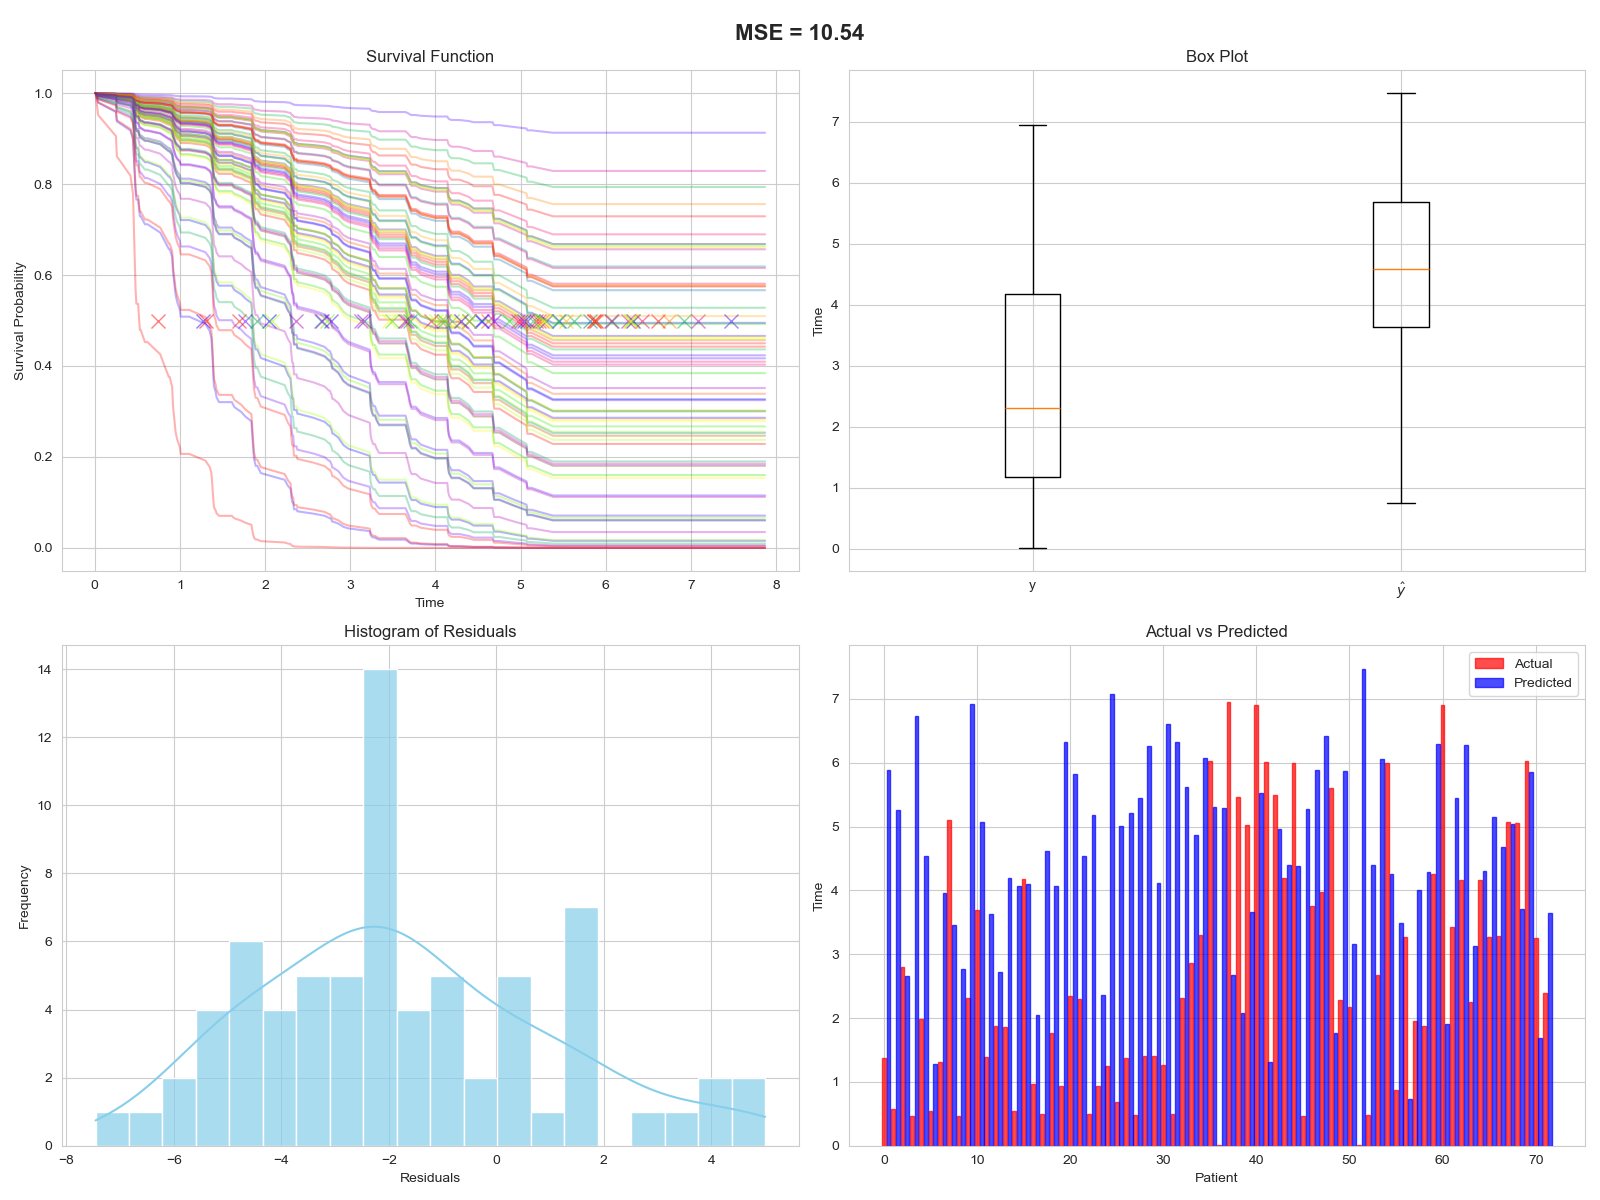 MSE = 10.54
Survival Function
Survival Probability
1.0
0.8
0.6
0.4
0.2
0.0
0 1 2 3 4 5 6 7 8
Time
Box Plot
Time
7
6
5
4
3
2
1
0
y ŷ
Histogram of Residuals
Frequency
14
12
10
8
6
4
2
0
−8 −6 −4 −2 0 2 4
Residuals
Actual vs Predicted
Actual
Predicted
Time
7
6
5
4
3
2
1
0
0 10 20 30 40 50 60 70
Patient